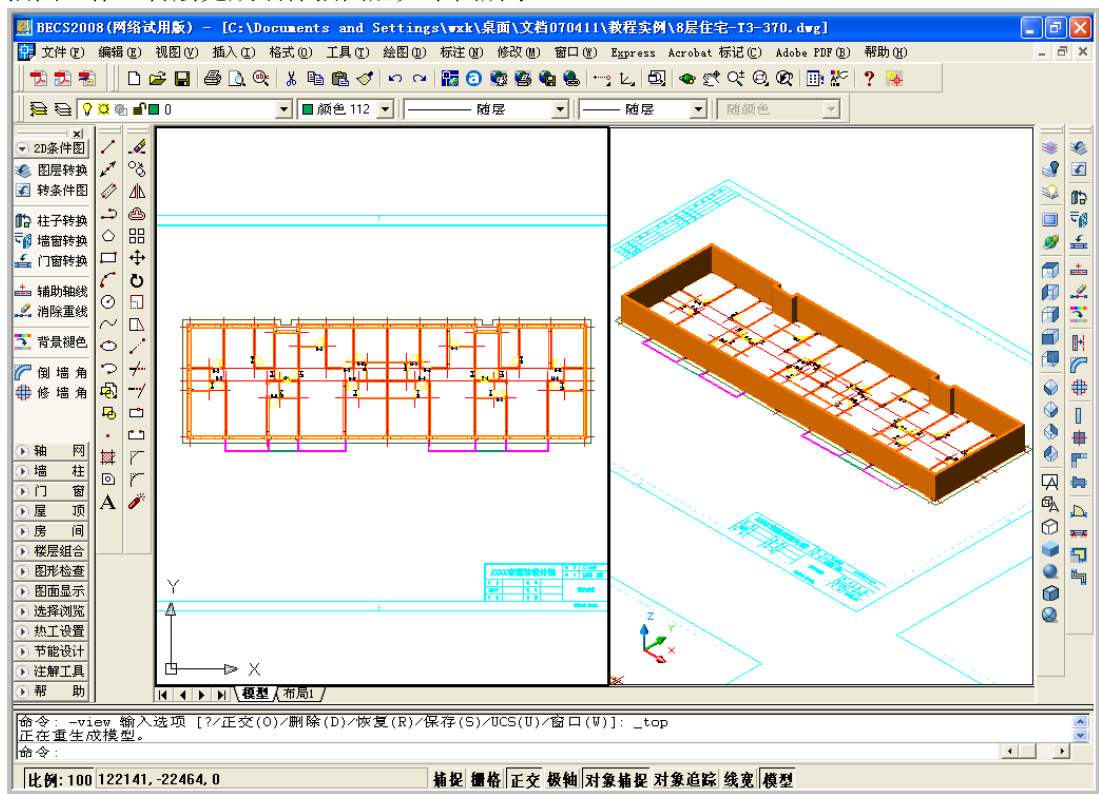 BECS2008(网络试用版) - [C:\Documents and Settings\wxk\桌面\文档070411\教程实例\8层住宅-T3-370.dwg]
文件(F) 编辑(E) 视图(V) 插入(I) 格式(O) 工具(T) 绘图(D) 标注(N) 修改(M) 窗口(W) Express Acrobat 标记(C) Adobe PDF(B) 帮助(H)
0 颜色 112 随层 随层 随颜色
2D条件图
图层转换
转条件图
柱子转换
墙窗转换
门窗转换
辅助轴线
消除重线
背景褪色
倒墙角
修墙角
轴网
墙柱
门窗
屋顶
房间
楼层组合
图形检查
图面显示
选择浏览
热工设置
节能设计
注解工具
帮助
A
Y
X
Z
Y
X
模型 布局1
命令: -view 输入选项 [?/正交(O)/删除(D)/恢复(R)/保存(S)/UCS(U)/窗口(W)]: _top
正在重生成模型。
命令:
比例: 100 122141, -22464, 0 捕捉 栅格 正交 极轴 对象捕捉 对象追踪 线宽 模型